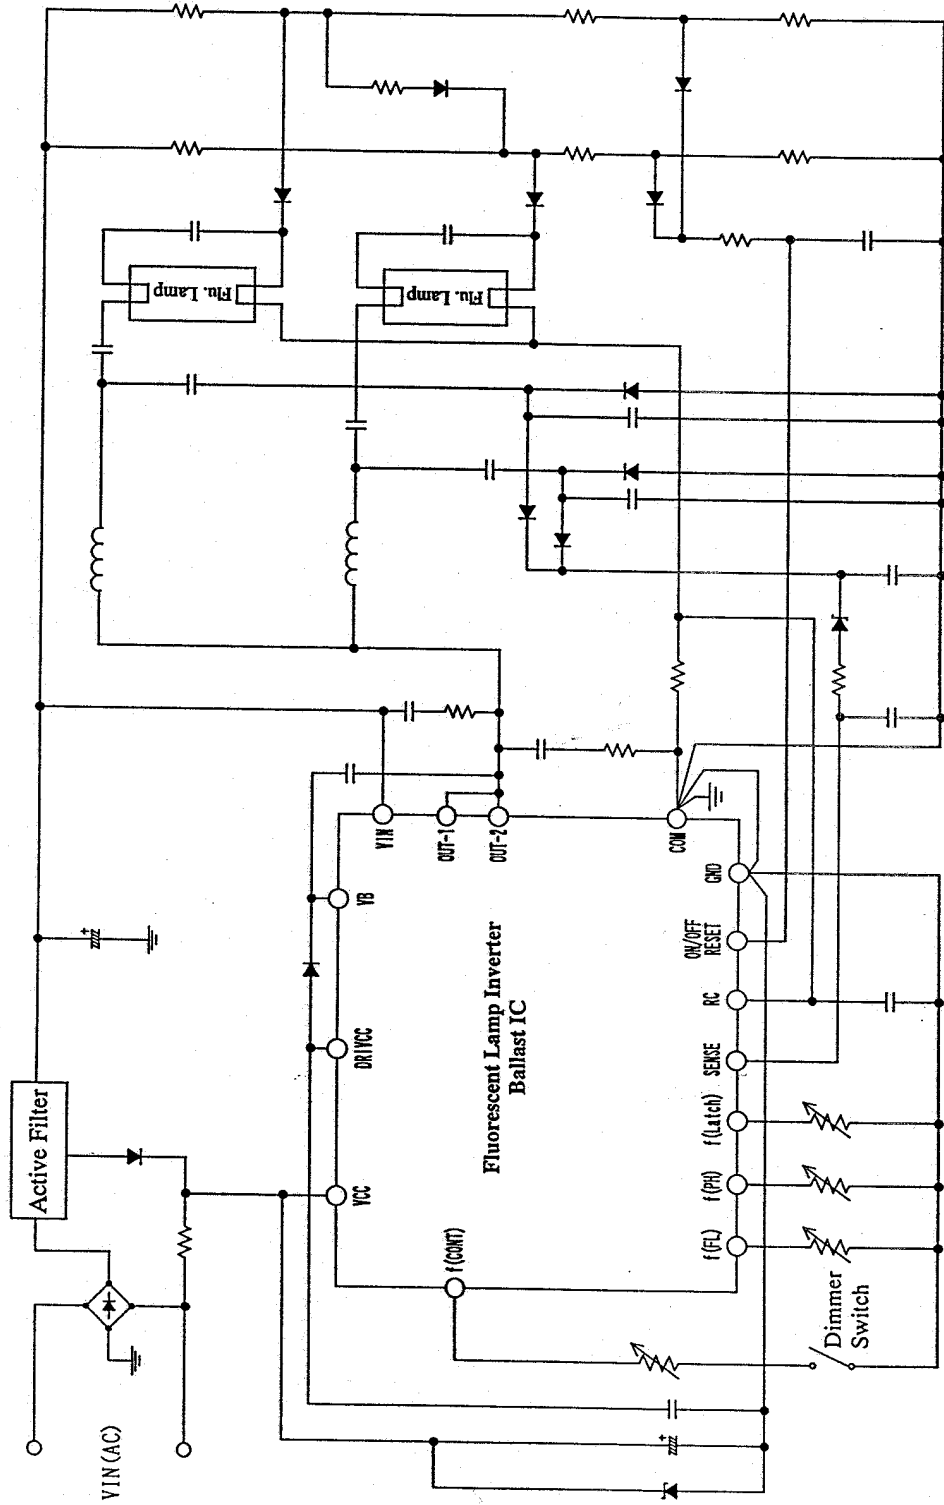 VIN(AC)
Active Filter
Flu. Lamp
Flu. Lamp
VCC
DRIVCC
VB
VIN
OUT-1
OUT-2
f(CONT)
Fluorescent Lamp Inverter
Ballast IC
COM
f(FL)
f(PH)
f(Latch)
SENSE
RC
ON/OFF
RESET
GND
Dimmer
Switch